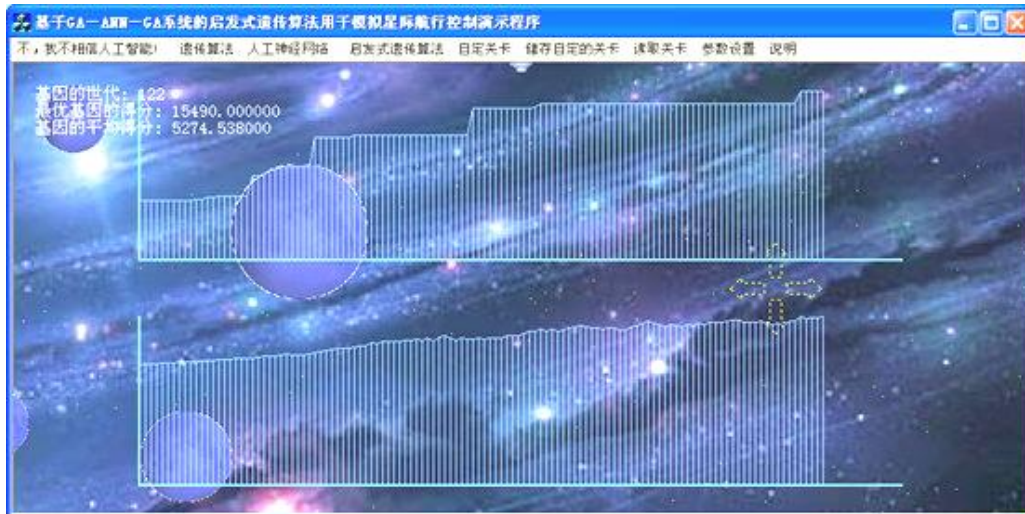 基于GA-ANN-GA系统的启发式遗传算法用于模拟星际航行控制演示程序
不，我不相信人工智能! 遗传算法 人工神经网络 启发式遗传算法 自定关卡 储存自定的关卡 读取关卡 参数设置 说明
基因的世代: 122
最优基因的得分: 15490.000000
基因的平均得分: 5274.538000